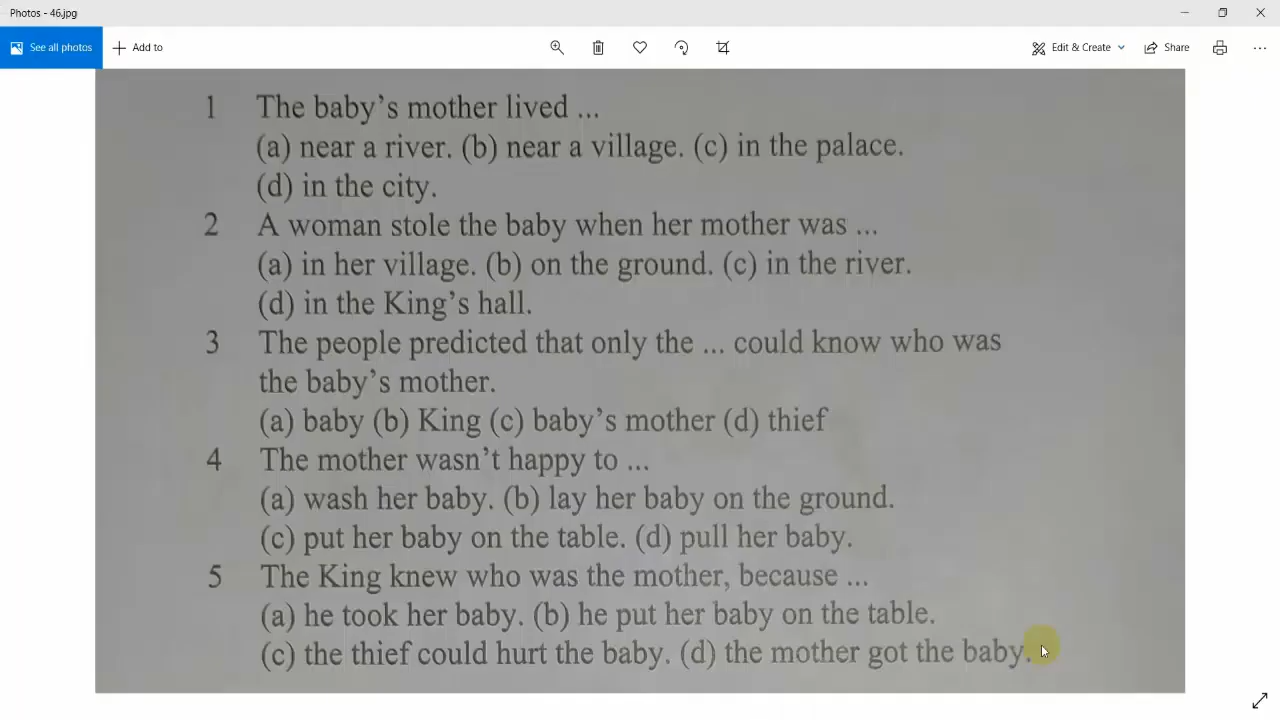 Photos - 46.jpg
See all photos
Add to
Edit & Create
Share
1 The baby's mother lived ...
(a) near a river. (b) near a village. (c) in the palace.
(d) in the city.
2 A woman stole the baby when her mother was ...
(a) in her village. (b) on the ground. (c) in the river.
(d) in the King's hall.
3 The people predicted that only the ... could know who was
the baby's mother.
(a) baby (b) King (c) baby's mother (d) thief
4 The mother wasn't happy to ...
(a) wash her baby. (b) lay her baby on the ground.
(c) put her baby on the table. (d) pull her baby.
5 The King knew who was the mother, because ...
(a) he took her baby. (b) he put her baby on the table.
(c) the thief could hurt the baby. (d) the mother got the baby.